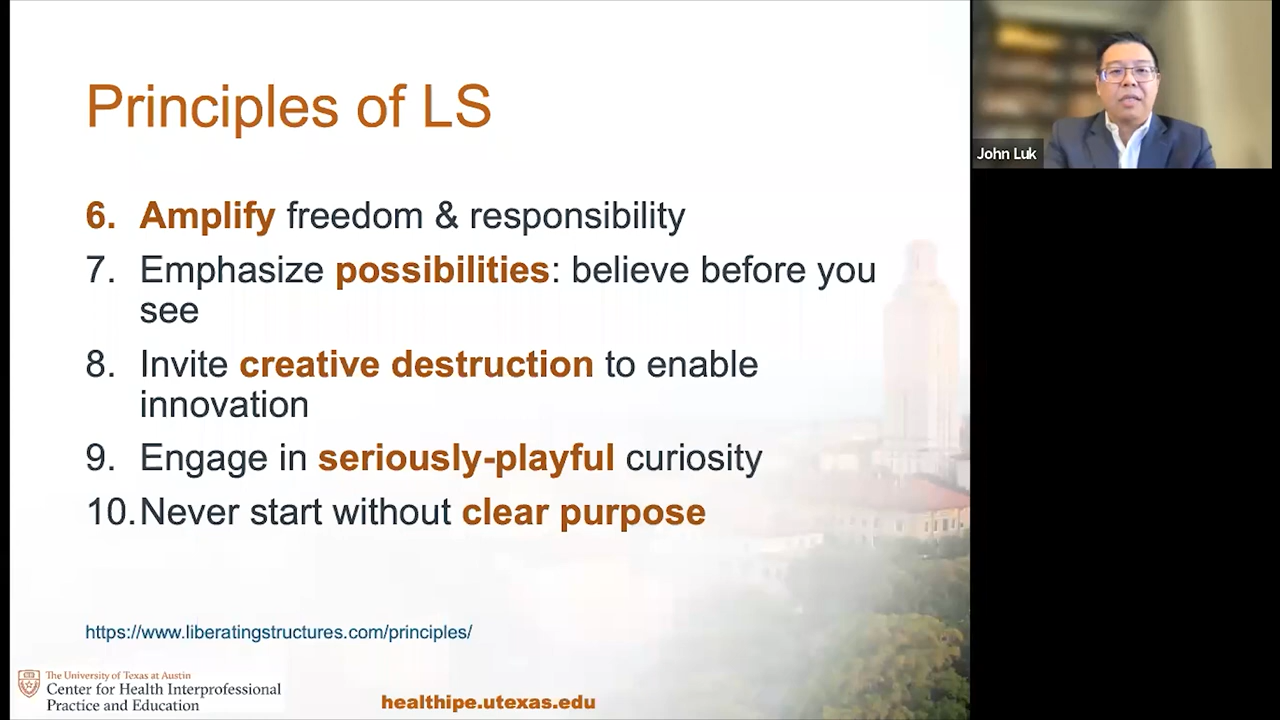 Principles of LS
6. Amplify freedom & responsibility
7. Emphasize possibilities: believe before you
see
8. Invite creative destruction to enable
innovation
9. Engage in seriously-playful curiosity
10. Never start without clear purpose
https://www.liberatingstructures.com/principles/
The University of Texas at Austin
Center for Health Interprofessional
Practice and Education
healthipe.utexas.edu
John Luk